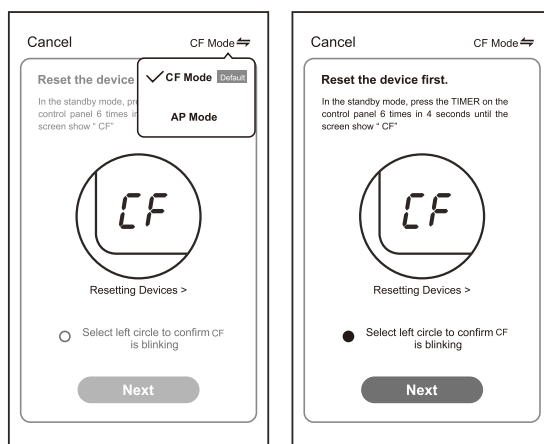 Cancel
CF Mode
CF Mode Default
AP Mode
Reset the device
In the standby mode, pr
control panel 6 times in
screen show “ CF”
CF
Resetting Devices >
Select left circle to confirm CF
is blinking
Next
Cancel
CF Mode
Reset the device first.
In the standby mode, press the TIMER on the
control panel 6 times in 4 seconds until the
screen show “ CF”
CF
Resetting Devices >
Select left circle to confirm CF
is blinking
Next